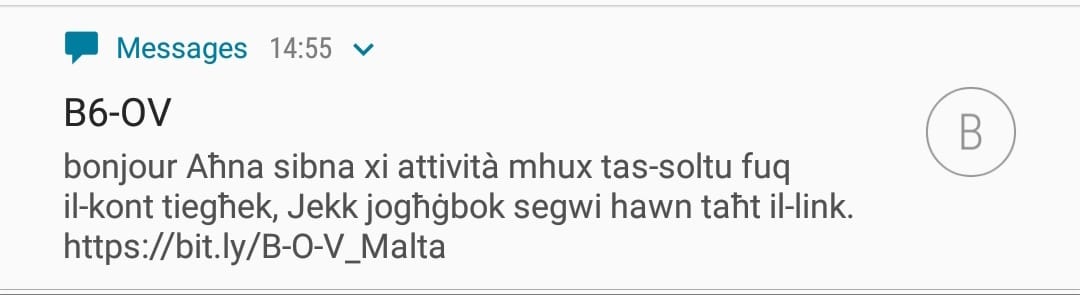 Messages 14:55
B6-OV
B
bonjour Aħna sibna xi attività mhux tas-soltu fuq
il-kont tiegħek, Jekk jogħġbok segwi hawn taħt il-link.
https://bit.ly/B-O-V_Malta